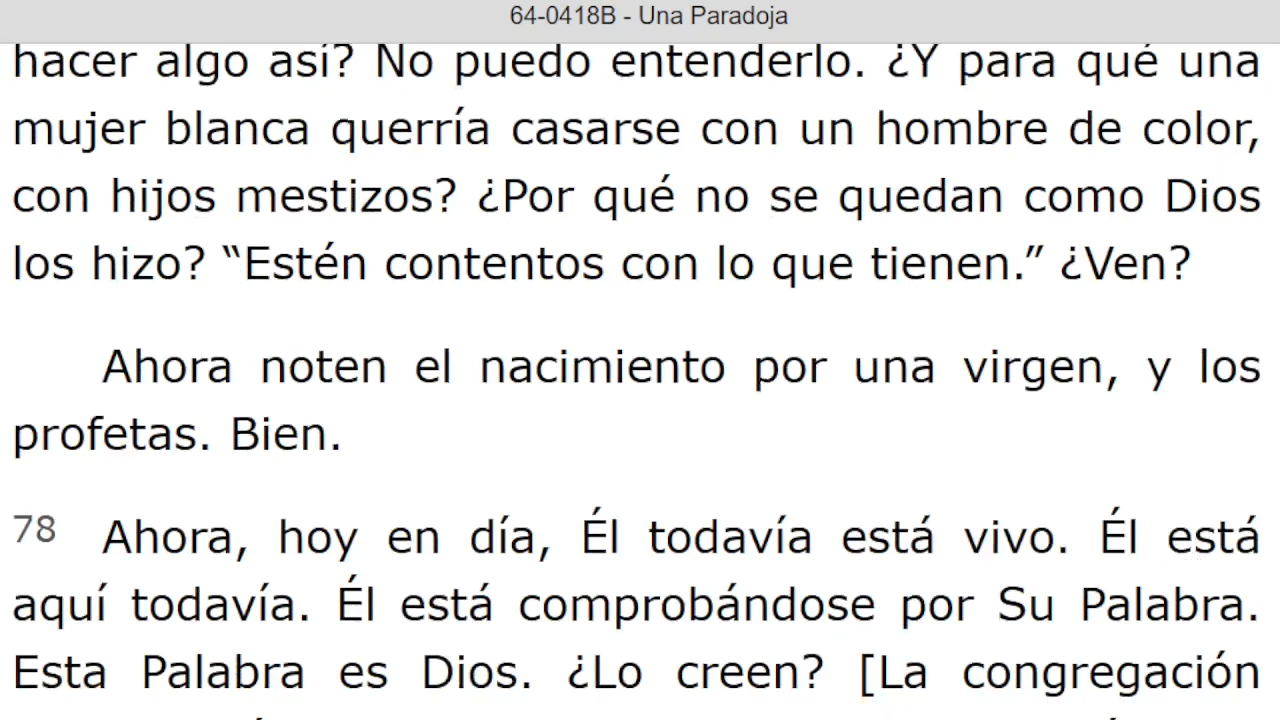 64-0418B - Una Paradoja
hacer algo así? No puedo entenderlo. ¿Y para qué una
mujer blanca querría casarse con un hombre de color,
con hijos mestizos? ¿Por qué no se quedan como Dios
los hizo? “Estén contentos con lo que tienen.” ¿Ven?
Ahora noten el nacimiento por una virgen, y los
profetas. Bien.
78 Ahora, hoy en día, Él todavía está vivo. Él está
aquí todavía. Él está comprobándose por Su Palabra.
Esta Palabra es Dios. ¿Lo creen? [La congregación